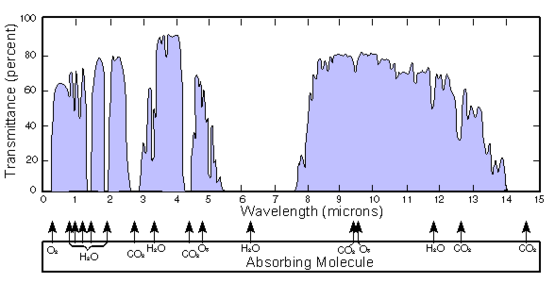 Transmittance (percent)
100
80
60
40
20
0
0 1 2 3 4 5 6 7 8 9 10 11 12 13 14 15
Wavelength (microns)
O₂ H₂O CO₂ H₂O CO₂ O₃ H₂O CO₂ O₃ H₂O CO₂ CO₂
Absorbing Molecule